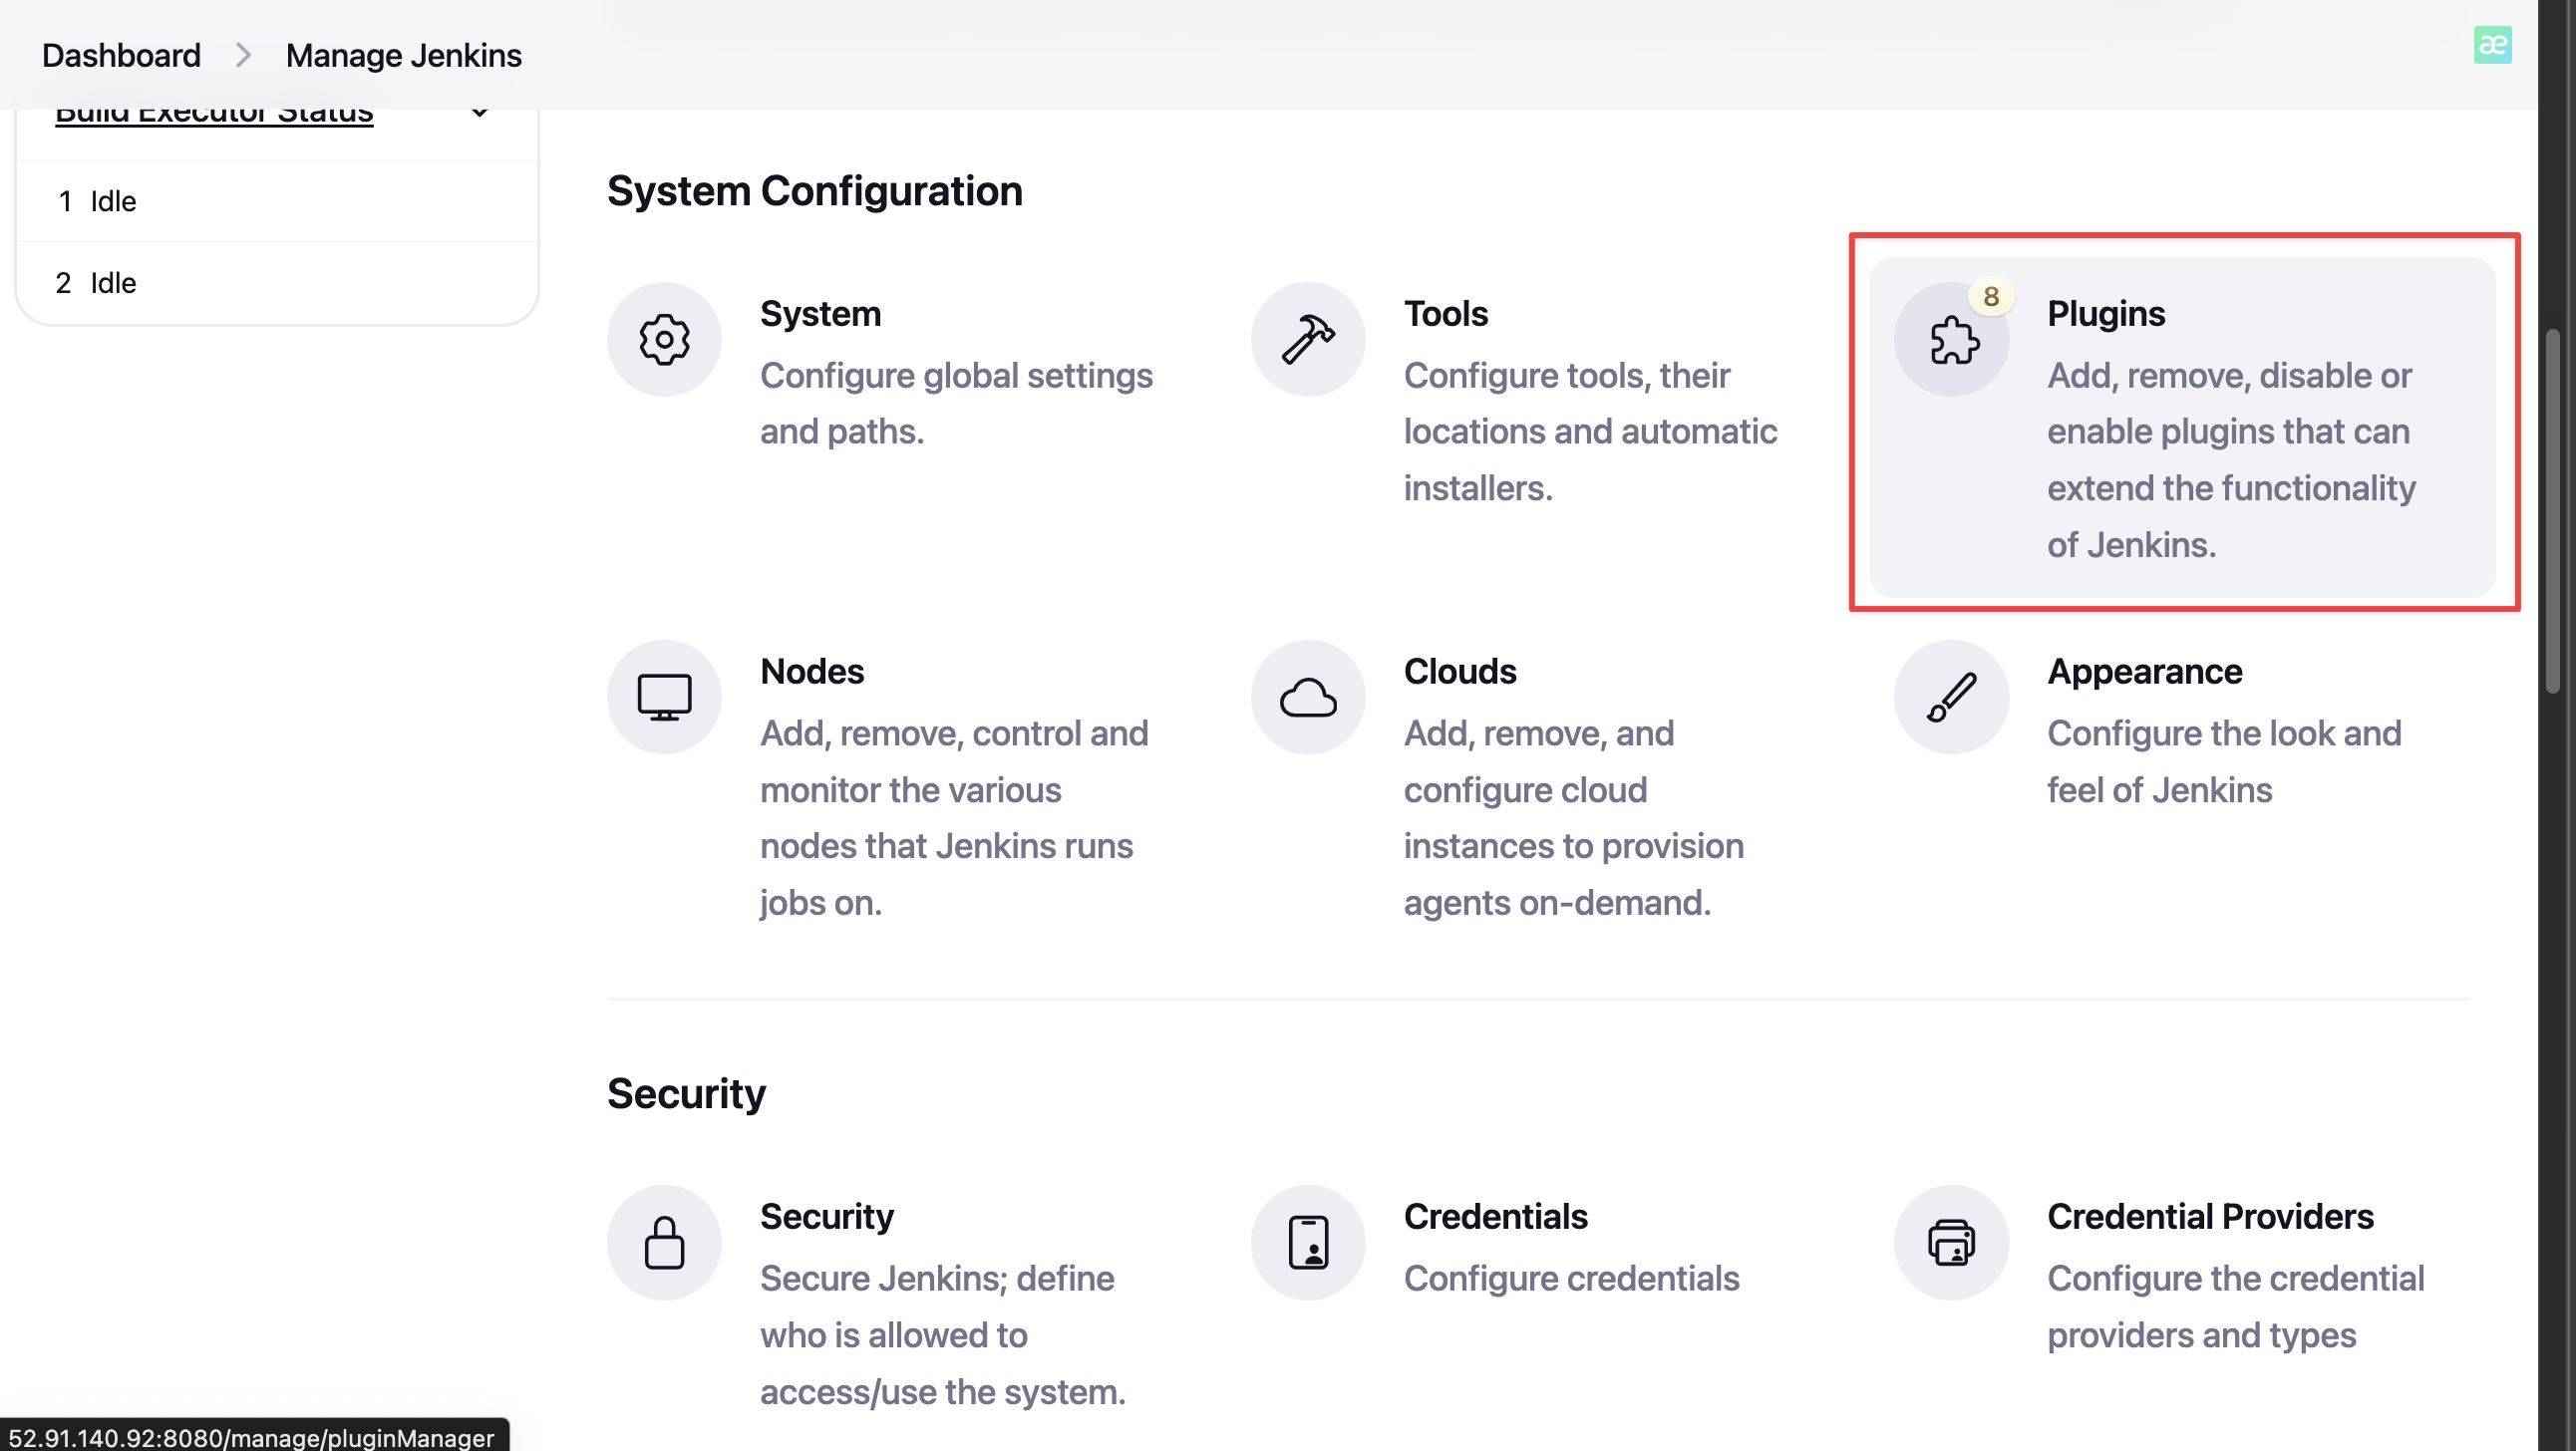 Dashboard > Manage Jenkins
æ
Build Executor Status
1 Idle
2 Idle
System Configuration
System
Configure global settings
and paths.
Tools
Configure tools, their
locations and automatic
installers.
8
Plugins
Add, remove, disable or
enable plugins that can
extend the functionality
of Jenkins.
Nodes
Add, remove, control and
monitor the various
nodes that Jenkins runs
jobs on.
Clouds
Add, remove, and
configure cloud
instances to provision
agents on-demand.
Appearance
Configure the look and
feel of Jenkins
Security
Security
Secure Jenkins; define
who is allowed to
access/use the system.
Credentials
Configure credentials
Credential Providers
Configure the credential
providers and types
52.91.140.92:8080/manage/pluginManager